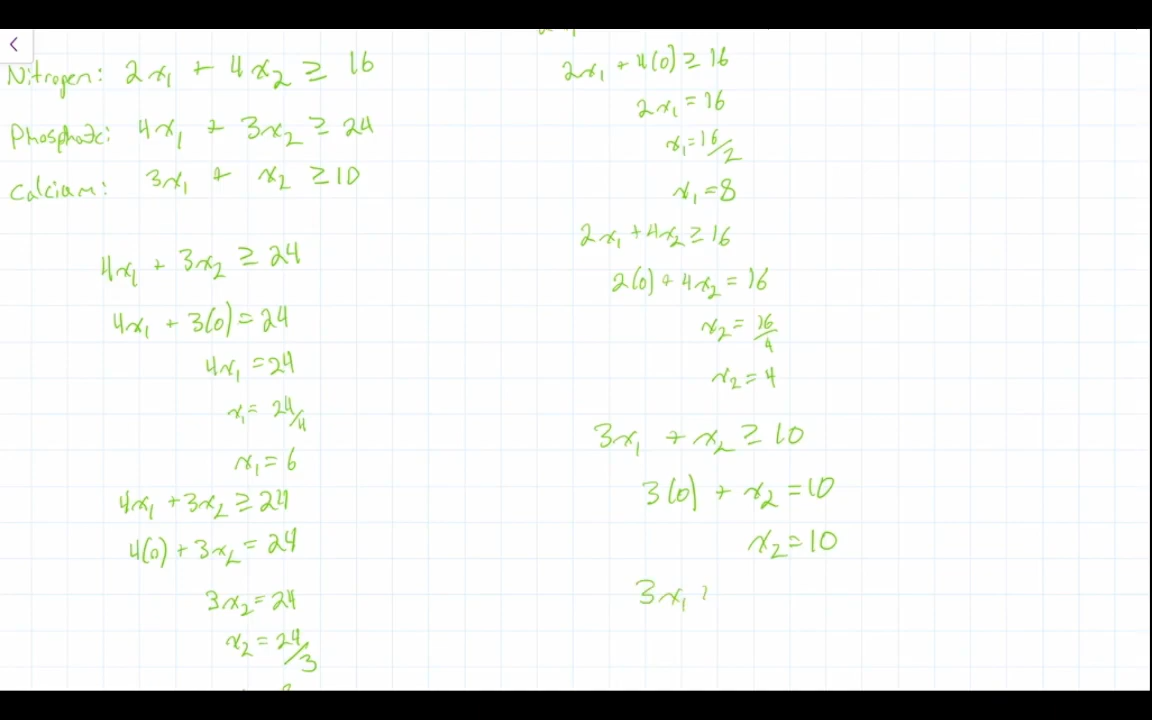 Nitrogen: 2x₁ + 4x₂ ≥ 16
Phosphate: 4x₁ + 3x₂ ≥ 24
Calcium: 3x₁ + x₂ ≥ 10
4x₁ + 3x₂ ≥ 24
4x₁ + 3(0) = 24
4x₁ = 24
x₁ = 24/4
x₁ = 6
4x₁ + 3x₂ ≥ 24
4(0) + 3x₂ = 24
3x₂ = 24
x₂ = 24/3
2x₁ + 4(0) ≥ 16
2x₁ = 16
x₁ = 16/2
x₁ = 8
2x₁ + 4x₂ ≥ 16
2(0) + 4x₂ = 16
x₂ = 16/4
x₂ = 4
3x₁ + x₂ ≥ 10
3(0) + x₂ = 10
x₂ = 10
3x₁